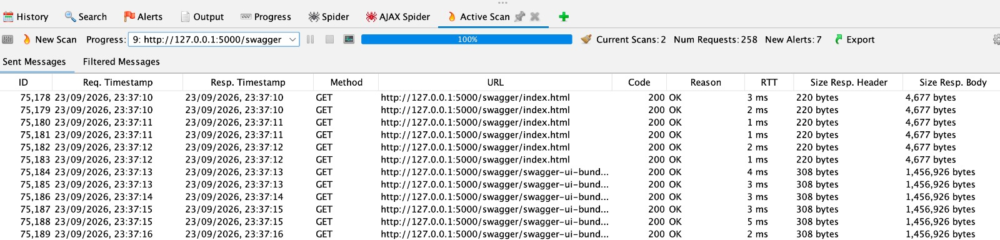 History Search Alerts Output Progress Spider AJAX Spider Active Scan
New Scan Progress: 9: http://127.0.0.1:5000/swagger 100% Current Scans: 2 Num Requests: 258 New Alerts: 7 Export
Sent Messages Filtered Messages
ID Req. Timestamp Resp. Timestamp Method URL Code Reason RTT Size Resp. Header Size Resp. Body
75,178 23/09/2026, 23:37:10 23/09/2026, 23:37:10 GET http://127.0.0.1:5000/swagger/index.html 200 OK 3 ms 220 bytes 4,677 bytes
75,179 23/09/2026, 23:37:10 23/09/2026, 23:37:10 GET http://127.0.0.1:5000/swagger/index.html 200 OK 2 ms 220 bytes 4,677 bytes
75,180 23/09/2026, 23:37:11 23/09/2026, 23:37:11 GET http://127.0.0.1:5000/swagger/index.html 200 OK 1 ms 220 bytes 4,677 bytes
75,181 23/09/2026, 23:37:11 23/09/2026, 23:37:11 GET http://127.0.0.1:5000/swagger/index.html 200 OK 1 ms 220 bytes 4,677 bytes
75,182 23/09/2026, 23:37:12 23/09/2026, 23:37:12 GET http://127.0.0.1:5000/swagger/index.html 200 OK 2 ms 220 bytes 4,677 bytes
75,183 23/09/2026, 23:37:12 23/09/2026, 23:37:12 GET http://127.0.0.1:5000/swagger/index.html 200 OK 1 ms 220 bytes 4,677 bytes
75,184 23/09/2026, 23:37:13 23/09/2026, 23:37:13 GET http://127.0.0.1:5000/swagger/swagger-ui-bund... 200 OK 4 ms 308 bytes 1,456,926 bytes
75,185 23/09/2026, 23:37:13 23/09/2026, 23:37:13 GET http://127.0.0.1:5000/swagger/swagger-ui-bund... 200 OK 3 ms 308 bytes 1,456,926 bytes
75,186 23/09/2026, 23:37:14 23/09/2026, 23:37:14 GET http://127.0.0.1:5000/swagger/swagger-ui-bund... 200 OK 3 ms 308 bytes 1,456,926 bytes
75,187 23/09/2026, 23:37:15 23/09/2026, 23:37:15 GET http://127.0.0.1:5000/swagger/swagger-ui-bund... 200 OK 3 ms 308 bytes 1,456,926 bytes
75,188 23/09/2026, 23:37:15 23/09/2026, 23:37:15 GET http://127.0.0.1:5000/swagger/swagger-ui-bund... 200 OK 5 ms 308 bytes 1,456,926 bytes
75,189 23/09/2026, 23:37:16 23/09/2026, 23:37:16 GET http://127.0.0.1:5000/swagger/swagger-ui-bund... 200 OK 2 ms 308 bytes 1,456,926 bytes